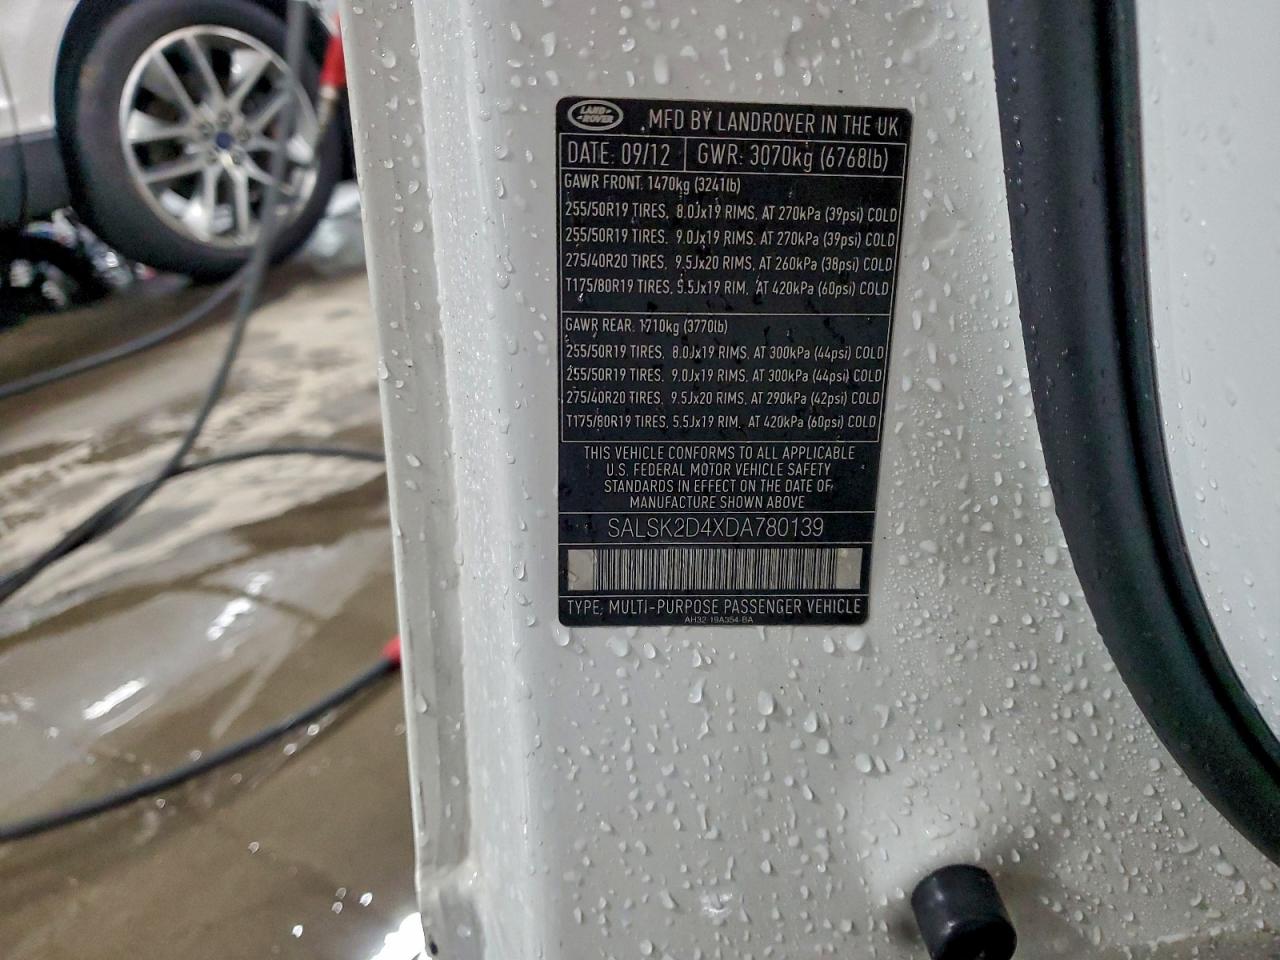 LAND ROVER
MFD BY LANDROVER IN THE UK
DATE: 09/12 GWR: 3070kg (6768lb)
GAWR FRONT. 1470kg (3241lb)
255/50R19 TIRES, 8.0Jx19 RIMS, AT 270kPa (39psi) COLD
255/50R19 TIRES, 9.0Jx19 RIMS, AT 270kPa (39psi) COLD
275/40R20 TIRES, 9.5Jx20 RIMS, AT 260kPa (38psi) COLD
T175/80R19 TIRES, 5.5Jx19 RIM, AT 420kPa (60psi) COLD
GAWR REAR. 1710kg (3770lb)
255/50R19 TIRES, 8.0Jx19 RIMS, AT 300kPa (44psi) COLD
255/50R19 TIRES, 9.0Jx19 RIMS, AT 300kPa (44psi) COLD
275/40R20 TIRES, 9.5Jx20 RIMS, AT 290kPa (42psi) COLD
T175/80R19 TIRES, 5.5Jx19 RIM, AT 420kPa (60psi) COLD
THIS VEHICLE CONFORMS TO ALL APPLICABLE
U.S. FEDERAL MOTOR VEHICLE SAFETY
STANDARDS IN EFFECT ON THE DATE OF
MANUFACTURE SHOWN ABOVE
SALSK2D4XDA780139
TYPE; MULTI-PURPOSE PASSENGER VEHICLE
AH32-19A354-BA